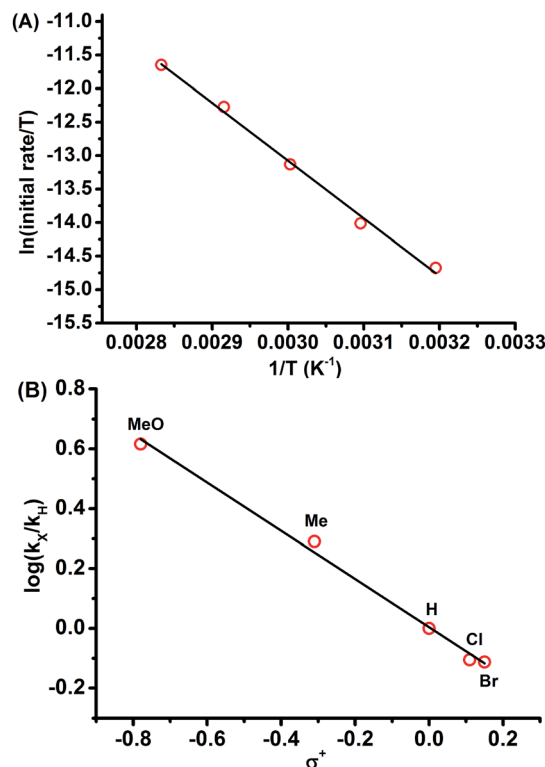 (A)
-11.0
-11.5
-12.0
-12.5
-13.0
-13.5
-14.0
-14.5
-15.0
-15.5
ln(initial rate/T)
0.0028 0.0029 0.0030 0.0031 0.0032 0.0033
1/T (K⁻¹)
(B)
0.8
0.6
0.4
0.2
0.0
-0.2
log(kX/kH)
MeO
Me
H
Cl
Br
-0.8 -0.6 -0.4 -0.2 0.0 0.2
σ⁺